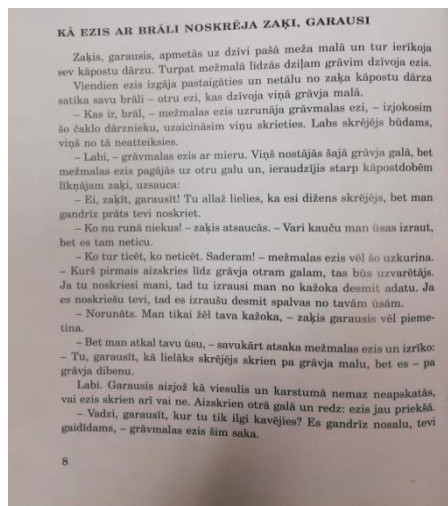 KĀ EZIS AR BRĀLI NOSKRĒJA ZAĶI, GARAUSI
Zaķis, garausis, apmetās uz dzīvi pašā meža malā un tur ierīkoja
sev kāpostu dārzu. Turpat mežmalā līdzās dziļam grāvim dzīvoja ezis.
Viendien ezis izgāja pastaigāties un netālu no zaķa kāpostu dārza
satika savu brāli – otru ezi, kas dzīvoja viņā grāvja malā.
– Kas ir, brāl, – mežmalas ezis uzrunāja grāvmalas ezi, – izjokosim
šo čaklo dārznieku, uzaicināsim viņu skrieties. Labs skrējējs būdams,
viņš no tā neatteiksies.
– Labi, – grāvmalas ezis ar mieru. Viņš nostājās šajā grāvja galā, bet
mežmalas ezis pagājās uz otru galu un, ieraudzījis starp kāpostdobēm
līkņājam zaķi, uzsauca:
– Ei, zaķīt, garausīt! Tu allaž lielies, ka esi dižens skrējējs, bet man
gandrīz prāts tevi noskriet.
– Ko nu runā niekus! – zaķis atsaucās. – Vari kauču man ūsas izraut,
bet es tam neticu.
– Ko tur ticēt, ko neticēt. Saderam! – mežmalas ezis vēl šo uzkurina.
– Kurš pirmais aizskries līdz grāvja otram galam, tas būs uzvarētājs.
Ja tu noskriesi mani, tad tu izrausi man no kažoka desmit adatu. Ja
es noskriešu tevi, tad es izraušu desmit spalvas no tavām ūsām.
– Norunāts. Man tikai žēl tava kažoka, – zaķis garausis vēl pieme-
tina.
– Bet man atkal tavu ūsu, – savukārt atsaka mežmalas ezis un izrīko:
– Tu, garausīt, kā lielāks skrējējs skrien pa grāvja malu, bet es – pa
grāvja dibenu.
Labi. Garausis aizjož kā viesulis un karstumā nemaz neapskatās,
vai ezis skrien arī vai ne. Aizskrien otrā galā un redz: ezis jau priekšā.
– Vadzi, garausīt, kur tu tik ilgi kavējies? Es gandrīz nosalu, tevi
gaidīdams, – grāvmalas ezis šim saka.
8